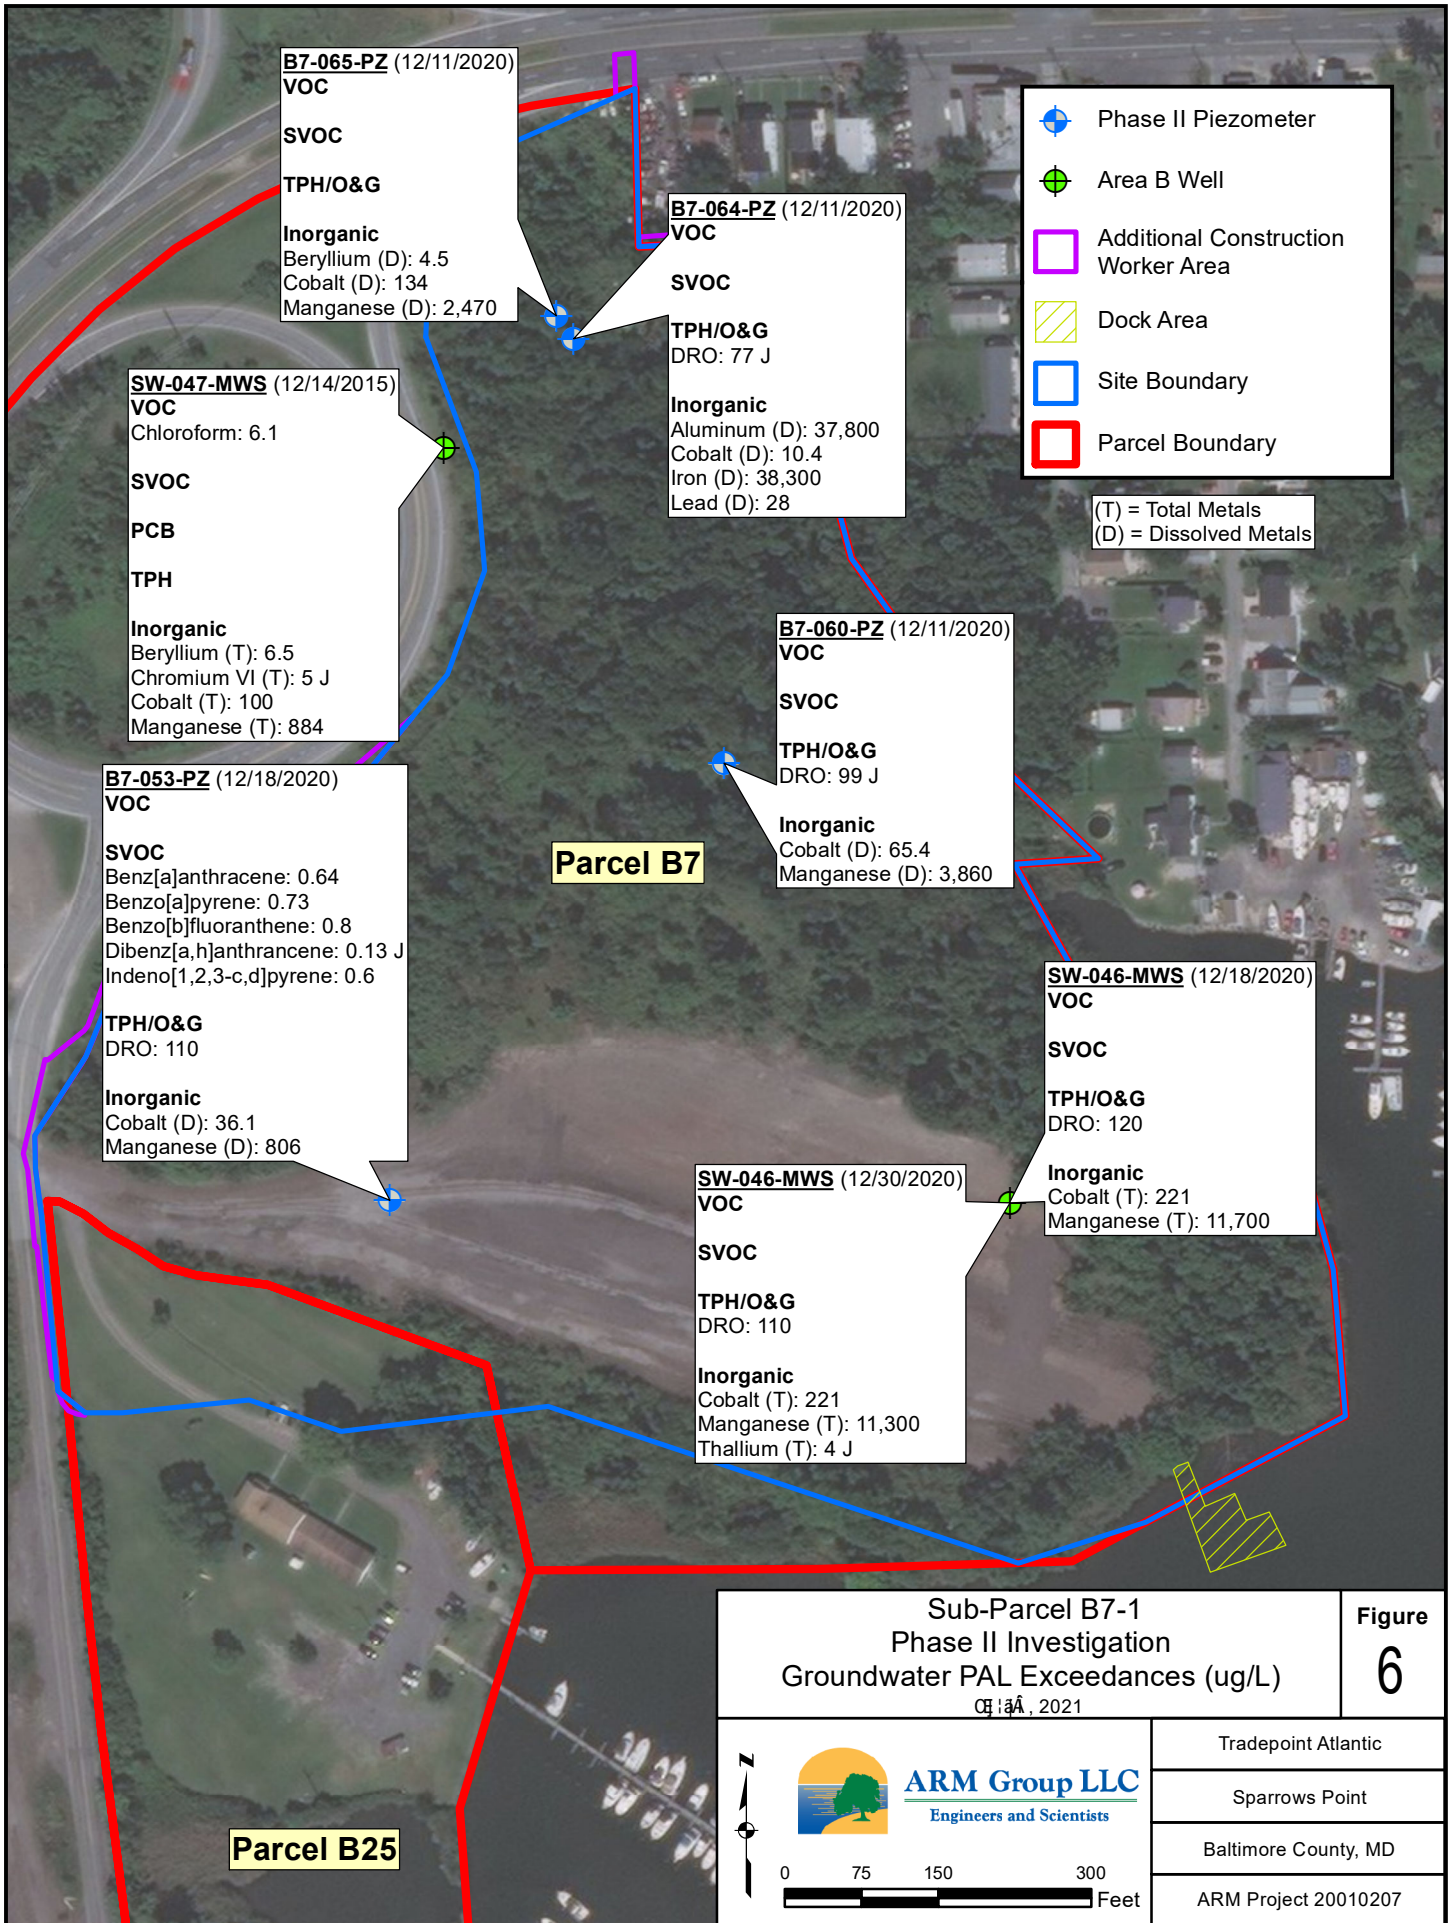 B7-065-PZ (12/11/2020)
VOC
SVOC
TPH/O&G
Inorganic
Beryllium (D): 4.5
Cobalt (D): 134
Manganese (D): 2,470
B7-064-PZ (12/11/2020)
VOC
SVOC
TPH/O&G
DRO: 77 J
Inorganic
Aluminum (D): 37,800
Cobalt (D): 10.4
Iron (D): 38,300
Lead (D): 28
Phase II Piezometer
Area B Well
Additional Construction
Worker Area
Dock Area
Site Boundary
Parcel Boundary
(T) = Total Metals
(D) = Dissolved Metals
SW-047-MWS (12/14/2015)
VOC
Chloroform: 6.1
SVOC
PCB
TPH
Inorganic
Beryllium (T): 6.5
Chromium VI (T): 5 J
Cobalt (T): 100
Manganese (T): 884
B7-060-PZ (12/11/2020)
VOC
SVOC
TPH/O&G
DRO: 99 J
Inorganic
Cobalt (D): 65.4
Manganese (D): 3,860
B7-053-PZ (12/18/2020)
VOC
SVOC
Benz[a]anthracene: 0.64
Benzo[a]pyrene: 0.73
Benzo[b]fluoranthene: 0.8
Dibenz[a,h]anthrancene: 0.13 J
Indeno[1,2,3-c,d]pyrene: 0.6
TPH/O&G
DRO: 110
Inorganic
Cobalt (D): 36.1
Manganese (D): 806
Parcel B7
SW-046-MWS (12/18/2020)
VOC
SVOC
TPH/O&G
DRO: 120
Inorganic
Cobalt (T): 221
Manganese (T): 11,700
SW-046-MWS (12/30/2020)
VOC
SVOC
TPH/O&G
DRO: 110
Inorganic
Cobalt (T): 221
Manganese (T): 11,300
Thallium (T): 4 J
Parcel B25
Sub-Parcel B7-1
Phase II Investigation
Groundwater PAL Exceedances (ug/L)
, 2021
Figure
6
N
ARM Group LLC
Engineers and Scientists
0 75 150 300
Feet
Tradepoint Atlantic
Sparrows Point
Baltimore County, MD
ARM Project 20010207